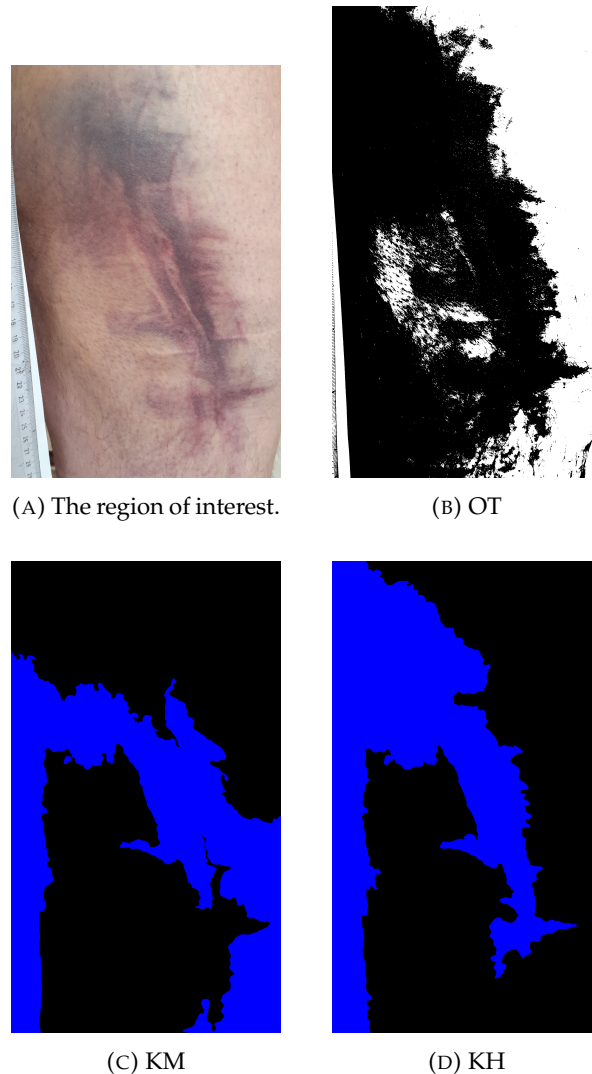 (A) The region of interest.
(B) OT
(C) KM
(D) KH